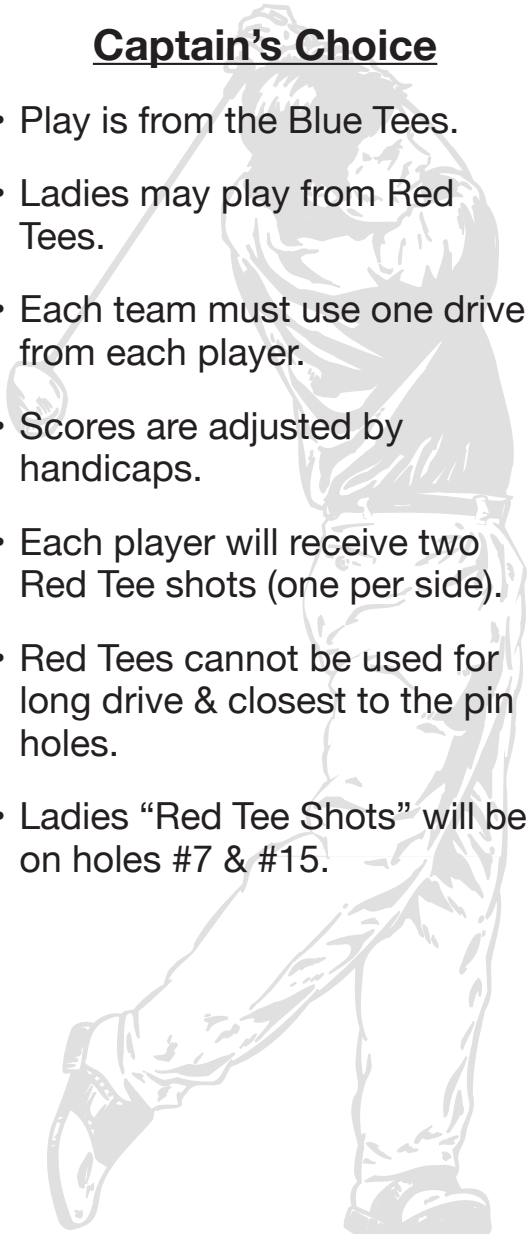 Captain’s Choice
• Play is from the Blue Tees.
• Ladies may play from Red
Tees.
• Each team must use one drive
from each player.
• Scores are adjusted by
handicaps.
• Each player will receive two
Red Tee shots (one per side).
• Red Tees cannot be used for
long drive & closest to the pin
holes.
• Ladies “Red Tee Shots” will be
on holes #7 & #15.